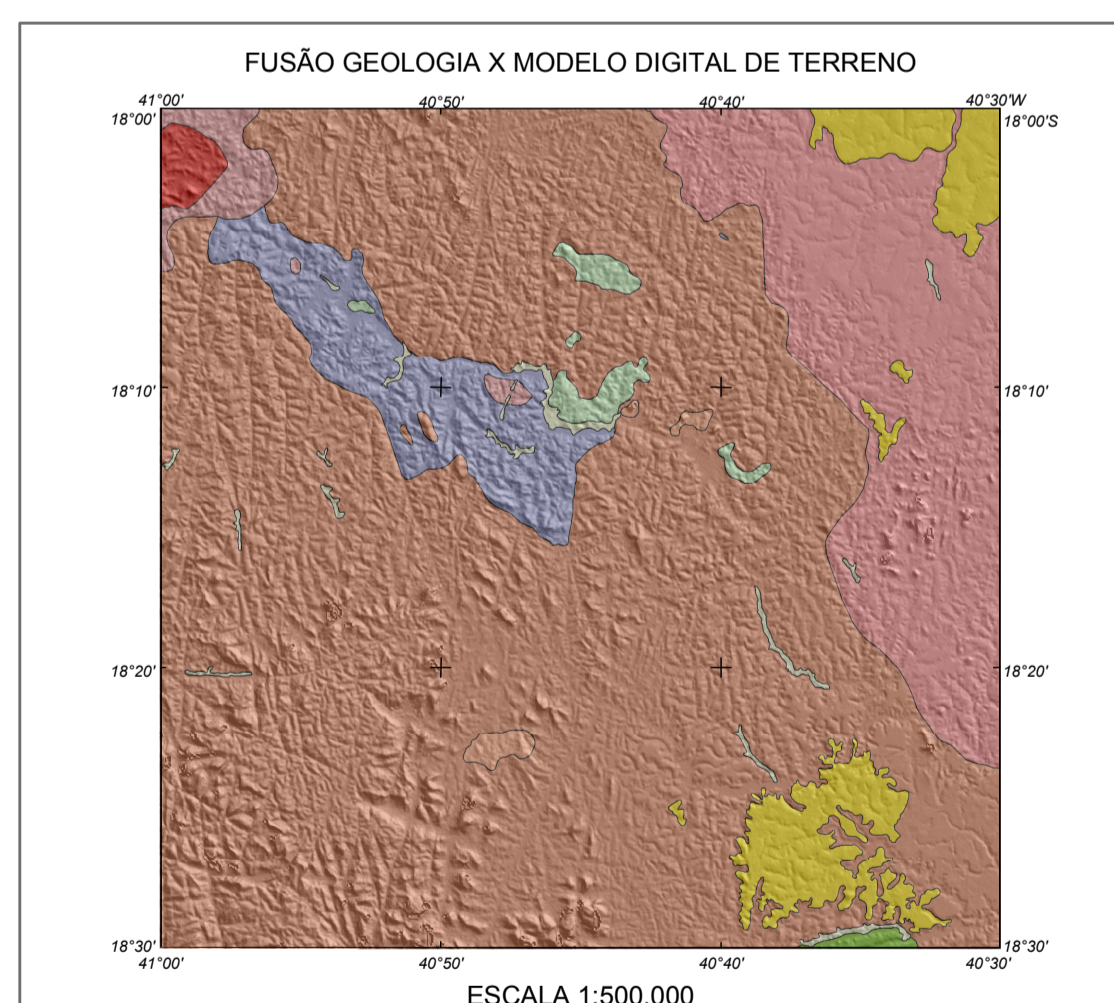 FUSÃO GEOLOGIA X MODELO DIGITAL DE TERRENO
41°00' 40°50' 40°40' 40°30'W
18°00' 18°00'S
18°10' 18°10'
18°20' 18°20'
18°30' 18°30'
41°00' 40°50' 40°40' 40°30'
ESCALA 1:500.000